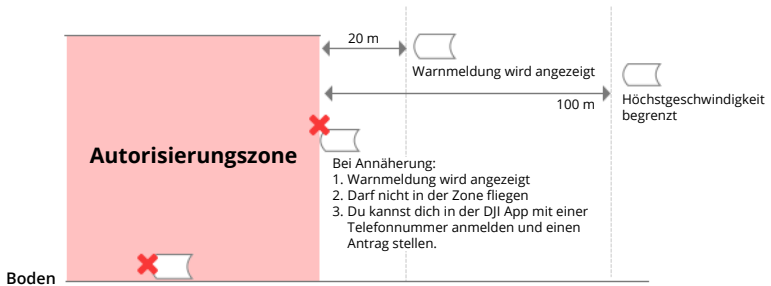 20 m
Warnmeldung wird angezeigt
100 m
Höchstgeschwindigkeit
begrenzt
Autorisierungszone
Bei Annäherung:
1. Warnmeldung wird angezeigt
2. Darf nicht in der Zone fliegen
3. Du kannst dich in der DJI App mit einer
Telefonnummer anmelden und einen
Antrag stellen.
Boden